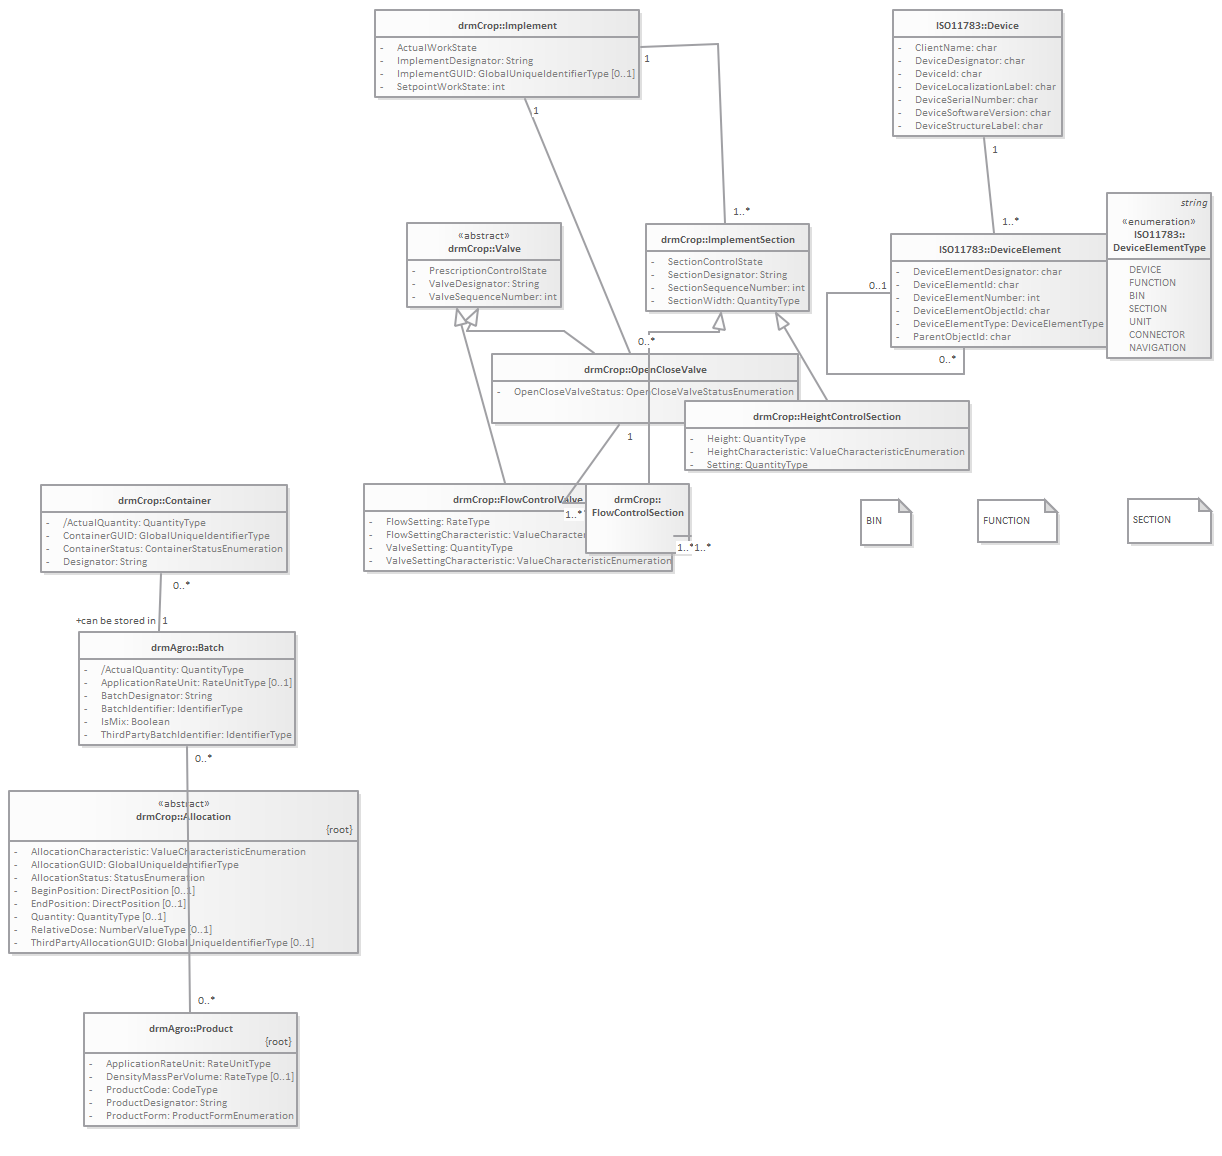 drmCrop::Implement
- ActualWorkState
- ImplementDesignator: String
- ImplementGUID: GlobalUniqueIdentifierType [0..1]
- SetpointWorkState: int
1
1
ISO11783::Device
- ClientName: char
- DeviceDesignator: char
- DeviceId: char
- DeviceLocalizationLabel: char
- DeviceSerialNumber: char
- DeviceSoftwareVersion: char
- DeviceStructureLabel: char
1
1..*
1..*
«abstract»
drmCrop::Valve
- PrescriptionControlState
- ValveDesignator: String
- ValveSequenceNumber: int
drmCrop::ImplementSection
- SectionControlState
- SectionDesignator: String
- SectionSequenceNumber: int
- SectionWidth: QuantityType
ISO11783::DeviceElement
- DeviceElementDesignator: char
- DeviceElementId: char
- DeviceElementNumber: int
- DeviceElementObjectId: char
- DeviceElementType: DeviceElementType
- ParentObjectId: char
0..1
0..*
string
«enumeration»
ISO11783::
DeviceElementType
DEVICE
FUNCTION
BIN
SECTION
UNIT
CONNECTOR
NAVIGATION
0..*
drmCrop::OpenCloseValve
- OpenCloseValveStatus: OpenCloseValveStatusEnumeration
1
drmCrop::HeightControlSection
- Height: QuantityType
- HeightCharacteristic: ValueCharacteristicEnumeration
- Setting: QuantityType
drmCrop::Container
- /ActualQuantity: QuantityType
- ContainerGUID: GlobalUniqueIdentifierType
- ContainerStatus: ContainerStatusEnumeration
- Designator: String
drmCrop::FlowControlValve
- FlowSetting: RateType
- FlowSettingCharacteristic: ValueCharac
- ValveSetting: QuantityType
- ValveSettingCharacteristic: ValueCharacteristicEnumeration
1..*
drmCrop::
FlowControlSection
1..*
1..*
BIN
FUNCTION
SECTION
0..*
+can be stored in 1
drmAgro::Batch
- /ActualQuantity: QuantityType
- ApplicationRateUnit: RateUnitType [0..1]
- BatchDesignator: String
- BatchIdentifier: IdentifierType
- IsMix: Boolean
- ThirdPartyBatchIdentifier: IdentifierType
0..*
«abstract»
drmCrop::Allocation
{root}
- AllocationCharacteristic: ValueCharacteristicEnumeration
- AllocationGUID: GlobalUniqueIdentifierType
- AllocationStatus: StatusEnumeration
- BeginPosition: DirectPosition [0..1]
- EndPosition: DirectPosition [0..1]
- Quantity: QuantityType [0..1]
- RelativeDose: NumberValueType [0..1]
- ThirdPartyAllocationGUID: GlobalUniqueIdentifierType [0..1]
0..*
drmAgro::Product
{root}
- ApplicationRateUnit: RateUnitType
- DensityMassPerVolume: RateType [0..1]
- ProductCode: CodeType
- ProductDesignator: String
- ProductForm: ProductFormEnumeration